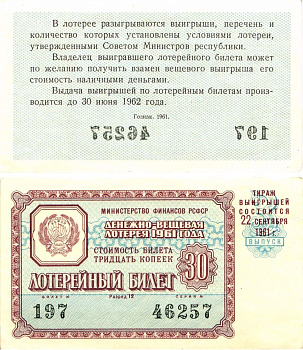 В лотерее разыгрываются выигрыши, перечень и
количество которых установлены условиями лотереи,
утвержденными Советом Министров республики.
Владелец выигравшего лотерейного билета может
по желанию получить взамен вещевого выигрыша его
стоимость наличными деньгами.
Выдача выигрышей по лотерейным билетам произ-
водится до 30 июня 1962 года.
Гознак. 1961.
46257 197
МИНИСТЕРСТВО ФИНАНСОВ РСФСР
ДЕНЕЖНО-ВЕЩЕВАЯ
ЛОТЕРЕЯ 1961 ГОДА
СТОИМОСТЬ БИЛЕТА
ТРИДЦАТЬ КОПЕЕК
30
ЛОТЕРЕЙНЫЙ БИЛЕТ
БИЛЕТ № Разряд 12 СЕРИЯ №
197 46257
ТИРАЖ
ВЫИГРЫШЕЙ
СОСТОИТСЯ
22 СЕНТЯБРЯ
1961 г.
ВЫПУСК